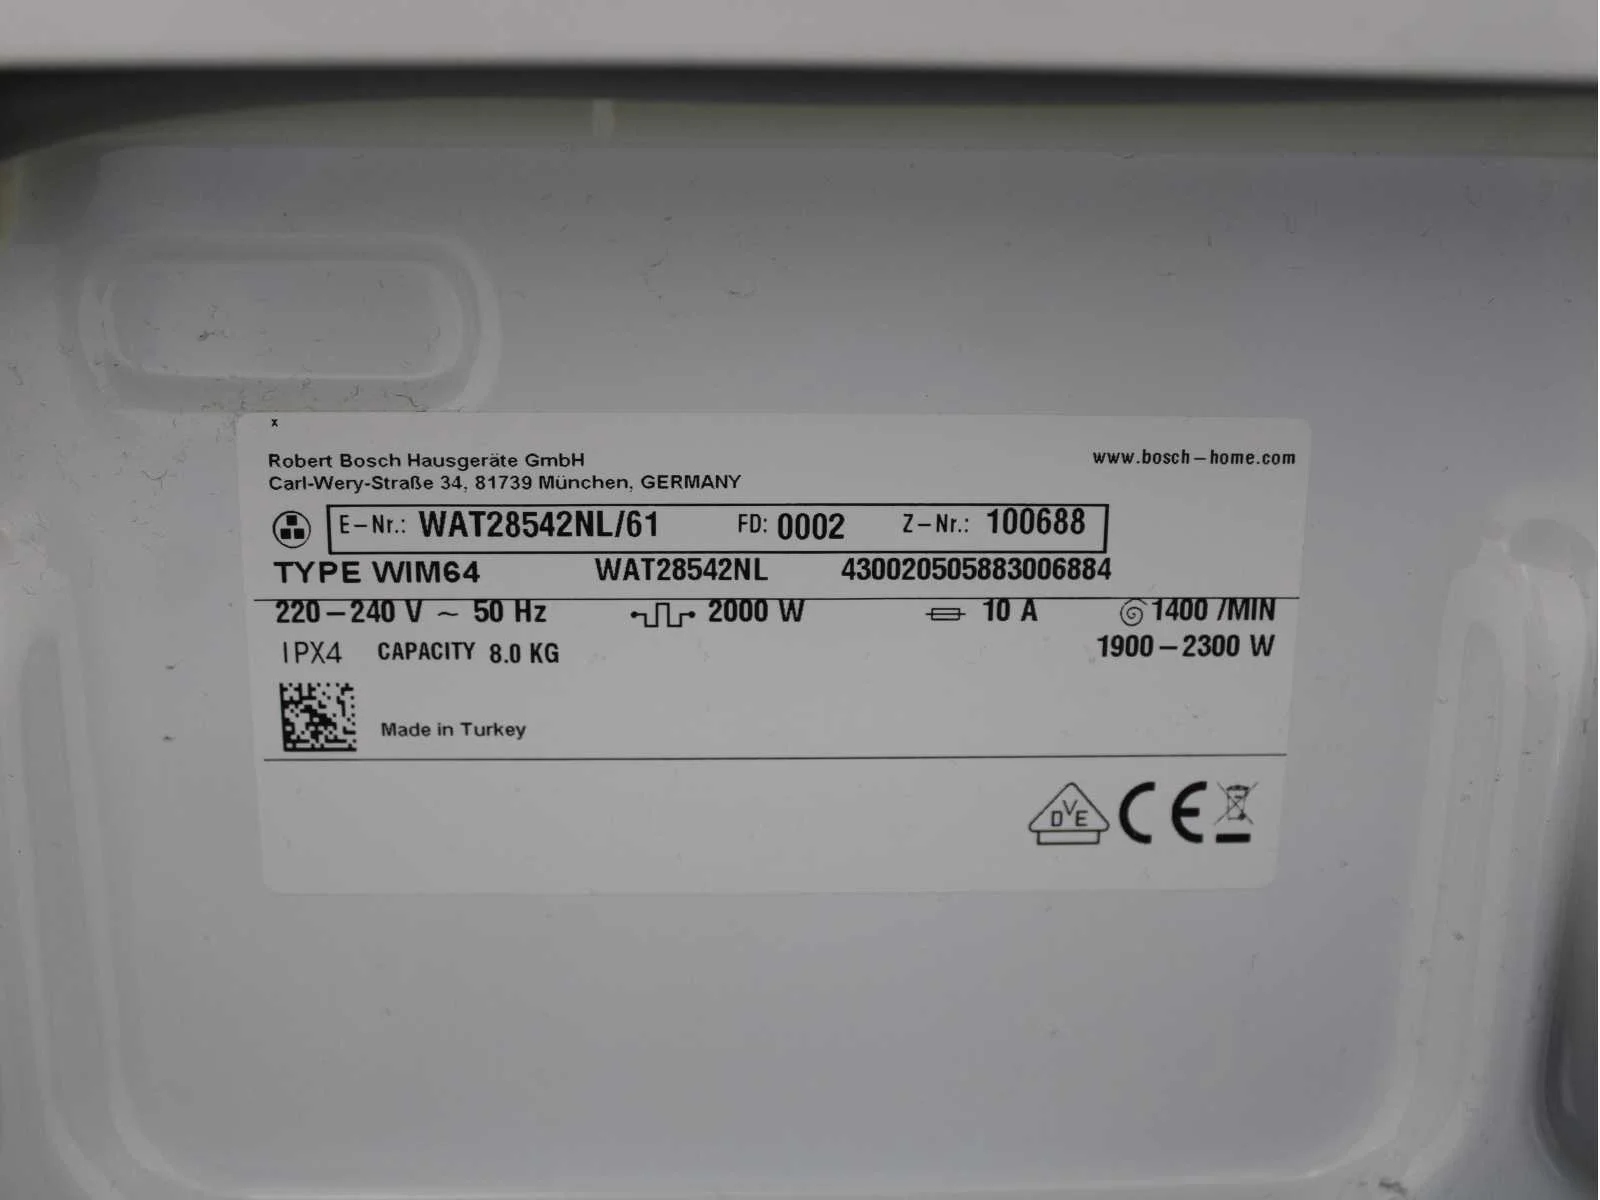 x
Robert Bosch Hausgeräte GmbH www.bosch-home.com
Carl-Wery-Straße 34, 81739 München, GERMANY
E-Nr.: WAT28542NL/61 FD: 0002 Z-Nr.: 100688
TYPE WIM64 WAT28542NL 430020505883006884
220-240 V ~ 50 Hz 2000 W 10 A 1400 /MIN
IPX4 CAPACITY 8.0 KG 1900-2300 W
Made in Turkey
DVE CE